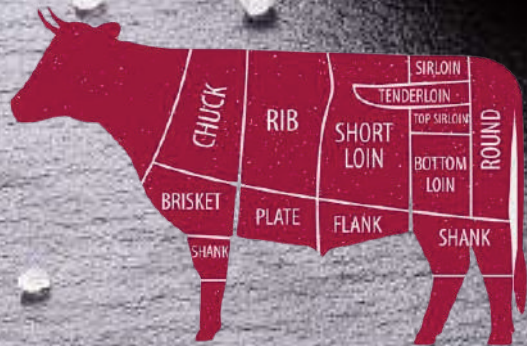 CHUCK
RIB
SHORT
LOIN
SIRLOIN
TENDERLOIN
TOP SIRLOIN
BOTTOM
LOIN
ROUND
BRISKET
PLATE
FLANK
SHANK
SHANK